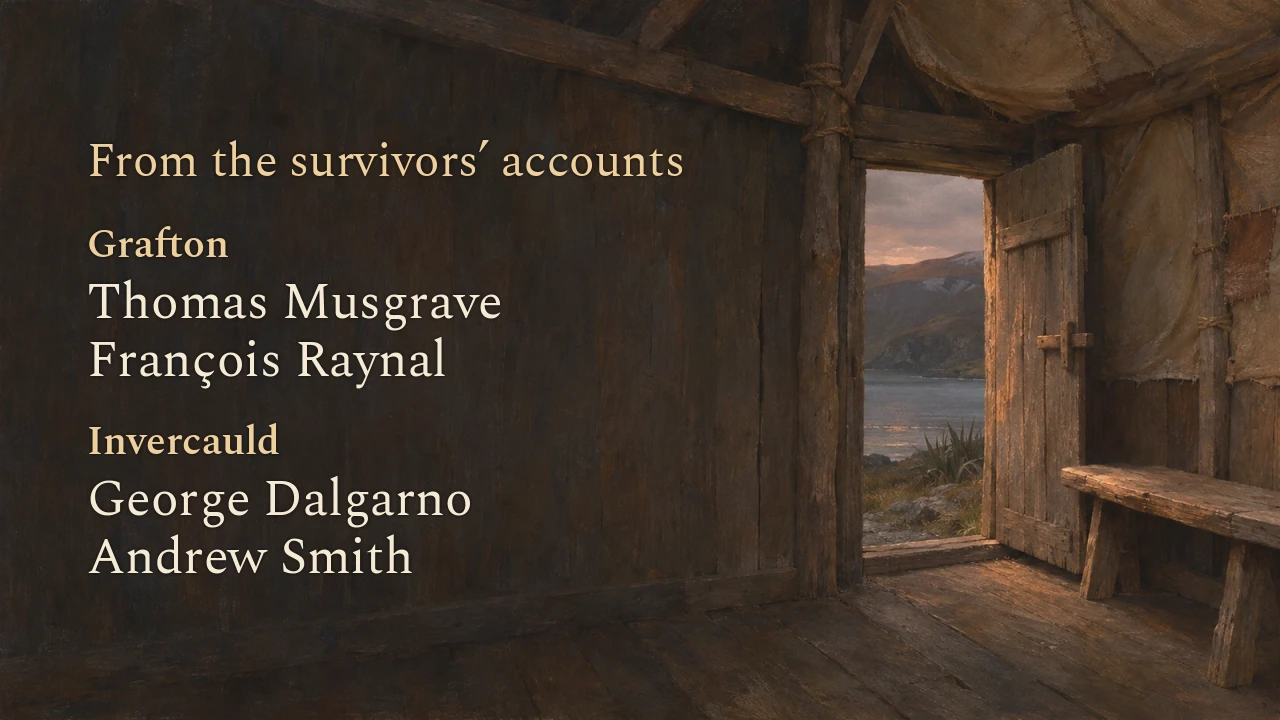 From the survivors’ accounts
Grafton
Thomas Musgrave
François Raynal
Invercauld
George Dalgarno
Andrew Smith